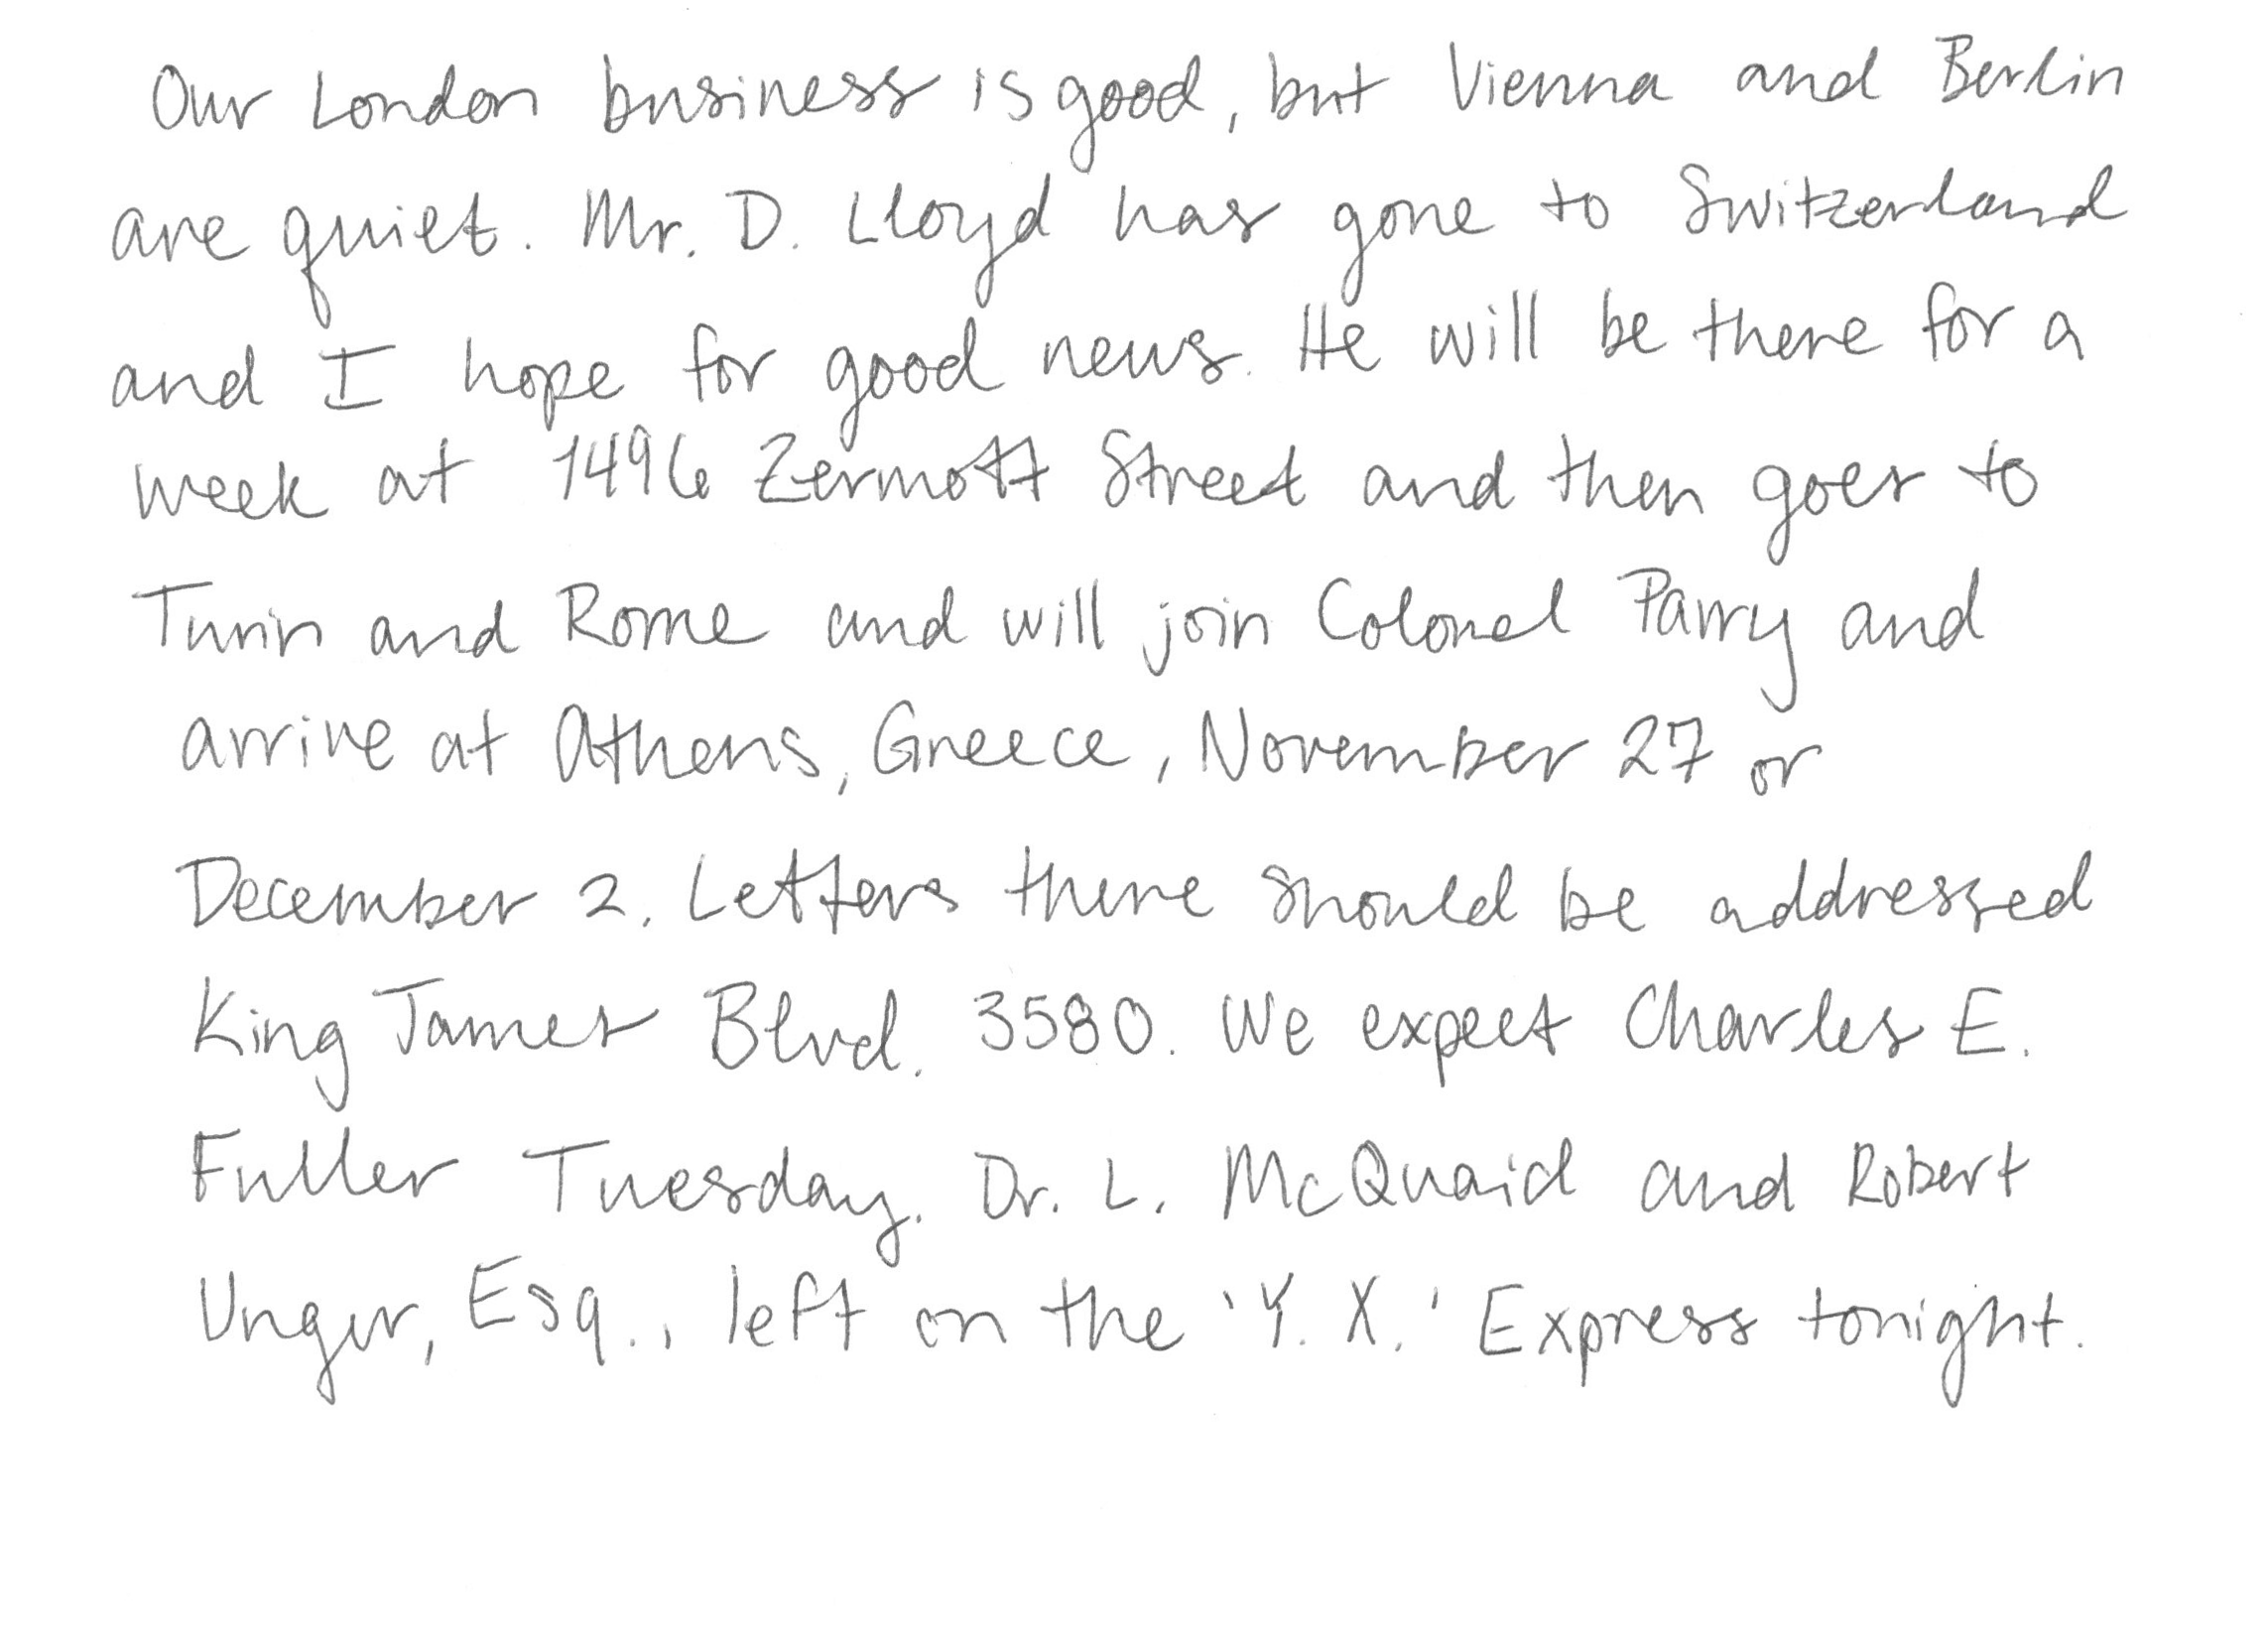 Our London business is good, but Vienna and Berlin
are quiet. Mr. D. Lloyd has gone to Switzerland
and I hope for good news. He will be there for a
week at 1496 Zermott Street and then goes to
Turin and Rome and will join Colonel Parry and
arrive at Athens, Greece, November 27 or
December 2. Letters there should be addressed
King James Blvd. 3580. We expect Charles E.
Fuller Tuesday. Dr. L. McQuaid and Robert
Unger, Esq., left on the 'Y. X.' Express tonight.